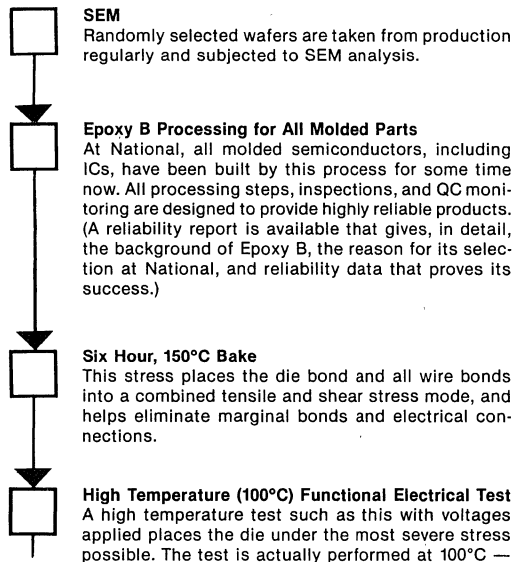 SEM
Randomly selected wafers are taken from production
regularly and subjected to SEM analysis.
Epoxy B Processing for All Molded Parts
At National, all molded semiconductors, including
ICs, have been built by this process for some time
now. All processing steps, inspections, and QC moni-
toring are designed to provide highly reliable products.
(A reliability report is available that gives, in detail,
the background of Epoxy B, the reason for its selec-
tion at National, and reliability data that proves its
success.)
Six Hour, 150°C Bake
This stress places the die bond and all wire bonds
into a combined tensile and shear stress mode, and
helps eliminate marginal bonds and electrical con-
nections.
High Temperature (100°C) Functional Electrical Test
A high temperature test such as this with voltages
applied places the die under the most severe stress
possible. The test is actually performed at 100°C —